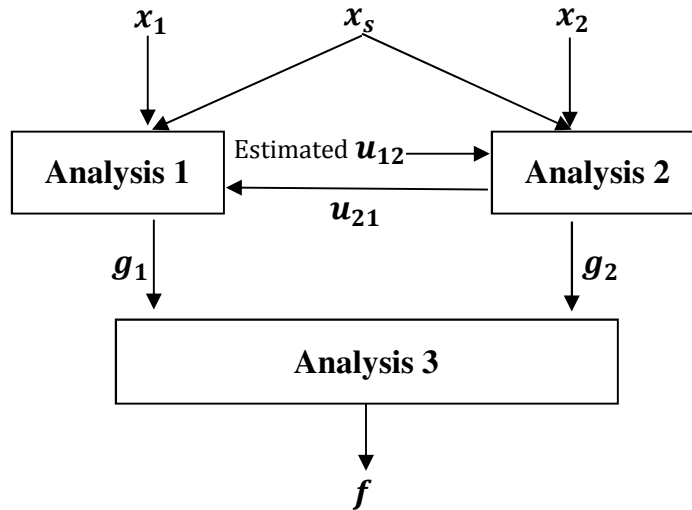 x₁ xₛ x₂
Analysis 1
Estimated u₁₂
Analysis 2
u₂₁
g₁ g₂
Analysis 3
f